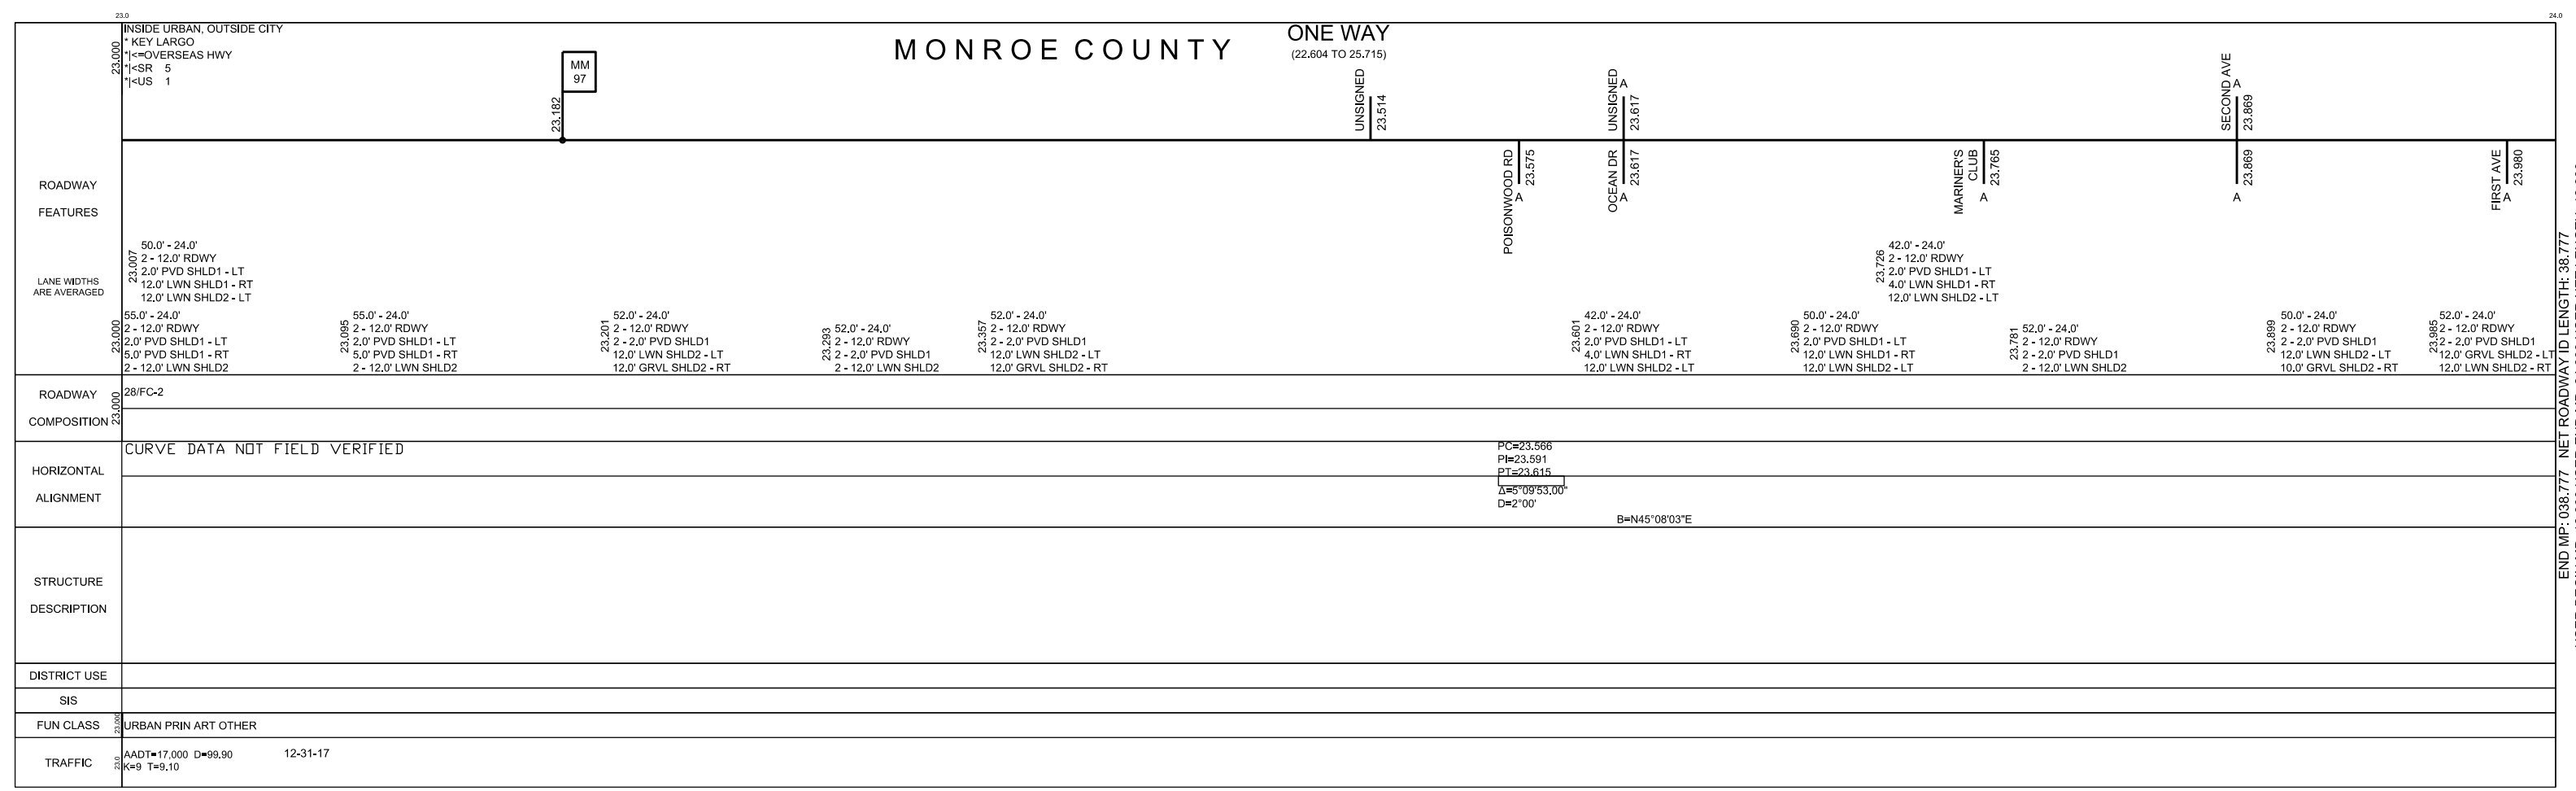 23.0
24.0
INSIDE URBAN, OUTSIDE CITY
* KEY LARGO
*|<=OVERSEAS HWY
*|<SR 5
*|<US 1
23.000
MM
97
23.182
MONROE COUNTY
ONE WAY
(22.604 TO 25.715)
UNSIGNED
23.514
UNSIGNED
A
23.617
SECOND AVE
A
23.869
ROADWAY
FEATURES
POISONWOOD RD
23.575
A
OCEAN DR
23.617
A
MARINER'S
CLUB
23.765
A
23.869
A
FIRST AVE
23.980
A
LANE WIDTHS
ARE AVERAGED
23.007
50.0' - 24.0'
2 - 12.0' RDWY
2.0' PVD SHLD1 - LT
12.0' LWN SHLD1 - RT
12.0' LWN SHLD2 - LT
23.726
42.0' - 24.0'
2 - 12.0' RDWY
2.0' PVD SHLD1 - LT
4.0' LWN SHLD1 - RT
12.0' LWN SHLD2 - LT
23.000
55.0' - 24.0'
2 - 12.0' RDWY
2.0' PVD SHLD1 - LT
5.0' PVD SHLD1 - RT
2 - 12.0' LWN SHLD2
23.095
55.0' - 24.0'
2 - 12.0' RDWY
2.0' PVD SHLD1 - LT
5.0' PVD SHLD1 - RT
2 - 12.0' LWN SHLD2
23.201
52.0' - 24.0'
2 - 12.0' RDWY
2 - 2.0' PVD SHLD1
12.0' LWN SHLD2 - LT
12.0' GRVL SHLD2 - RT
23.293
52.0' - 24.0'
2 - 12.0' RDWY
2 - 2.0' PVD SHLD1
2 - 12.0' LWN SHLD2
23.357
52.0' - 24.0'
2 - 12.0' RDWY
2 - 2.0' PVD SHLD1
12.0' LWN SHLD2 - LT
12.0' GRVL SHLD2 - RT
23.601
42.0' - 24.0'
2 - 12.0' RDWY
2.0' PVD SHLD1 - LT
4.0' LWN SHLD1 - RT
12.0' LWN SHLD2 - LT
23.690
50.0' - 24.0'
2 - 12.0' RDWY
2.0' PVD SHLD1 - LT
12.0' LWN SHLD1 - RT
12.0' LWN SHLD2 - LT
23.781
52.0' - 24.0'
2 - 12.0' RDWY
2 - 2.0' PVD SHLD1
2 - 12.0' LWN SHLD2
23.899
50.0' - 24.0'
2 - 12.0' RDWY
2 - 2.0' PVD SHLD1
12.0' LWN SHLD2 - LT
10.0' GRVL SHLD2 - RT
23.985
52.0' - 24.0'
2 - 12.0' RDWY
2 - 2.0' PVD SHLD1
12.0' GRVL SHLD2 - LT
12.0' LWN SHLD2 - RT
ROADWAY
COMPOSITION
23.000
28/FC-2
HORIZONTAL
ALIGNMENT
CURVE DATA NOT FIELD VERIFIED
PC=23.566
PI=23.591
PT=23.615
Δ=5°09'53.00"
D=2°00'
B=N45°08'03"E
STRUCTURE
DESCRIPTION
DISTRICT USE
SIS
FUN CLASS
23.000
URBAN PRIN ART OTHER
TRAFFIC
23.0
AADT=17,000 D=99.90
12-31-17
K=9 T=9.10
END MP: 038.777 NET ROADWAY ID LENGTH: 38.777